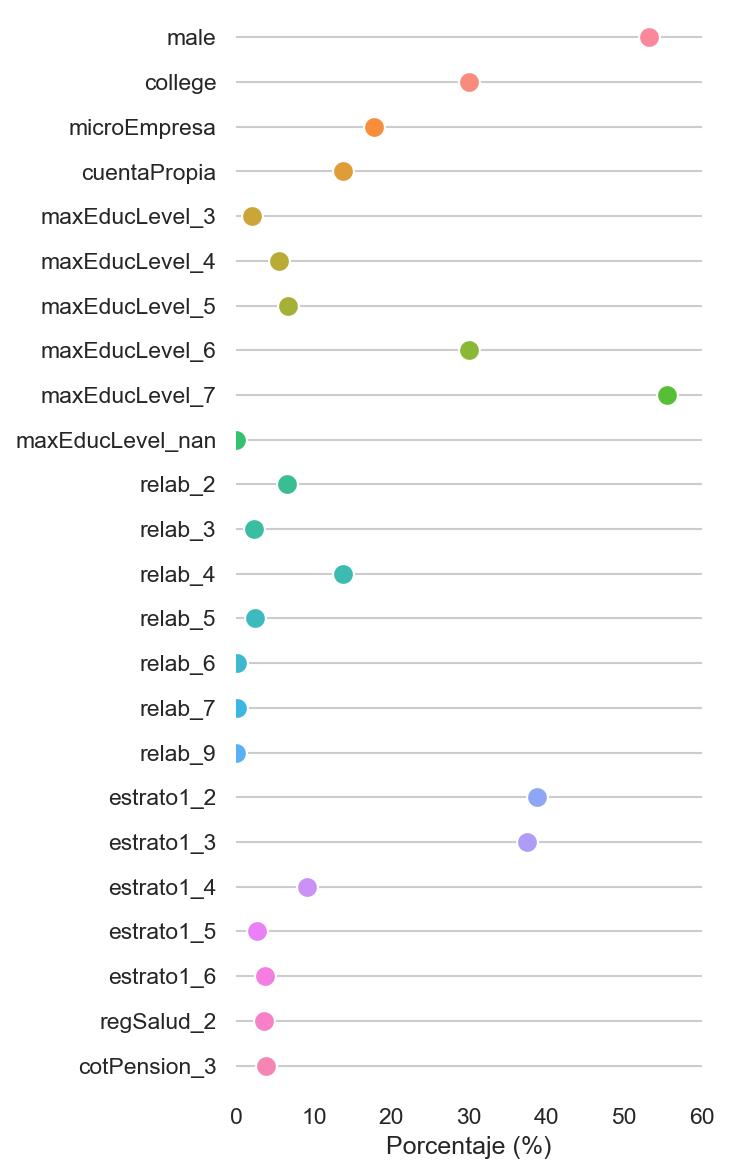 male
college
microEmpresa
cuentaPropia
maxEducLevel_3
maxEducLevel_4
maxEducLevel_5
maxEducLevel_6
maxEducLevel_7
maxEducLevel_nan
relab_2
relab_3
relab_4
relab_5
relab_6
relab_7
relab_9
estrato1_2
estrato1_3
estrato1_4
estrato1_5
estrato1_6
regSalud_2
cotPension_3
0 10 20 30 40 50 60
Porcentaje (%)